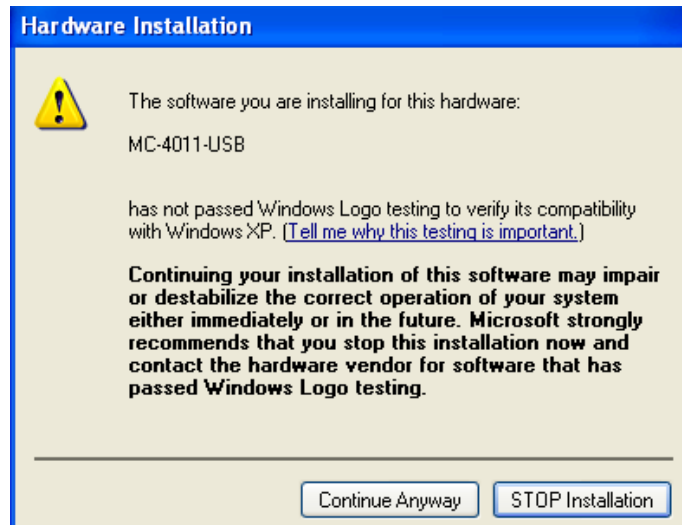 Hardware Installation
The software you are installing for this hardware:
MC-4011-USB
has not passed Windows Logo testing to verify its compatibility
with Windows XP. (Tell me why this testing is important.)
Continuing your installation of this software may impair
or destabilize the correct operation of your system
either immediately or in the future. Microsoft strongly
recommends that you stop this installation now and
contact the hardware vendor for software that has
passed Windows Logo testing.
Continue Anyway STOP Installation